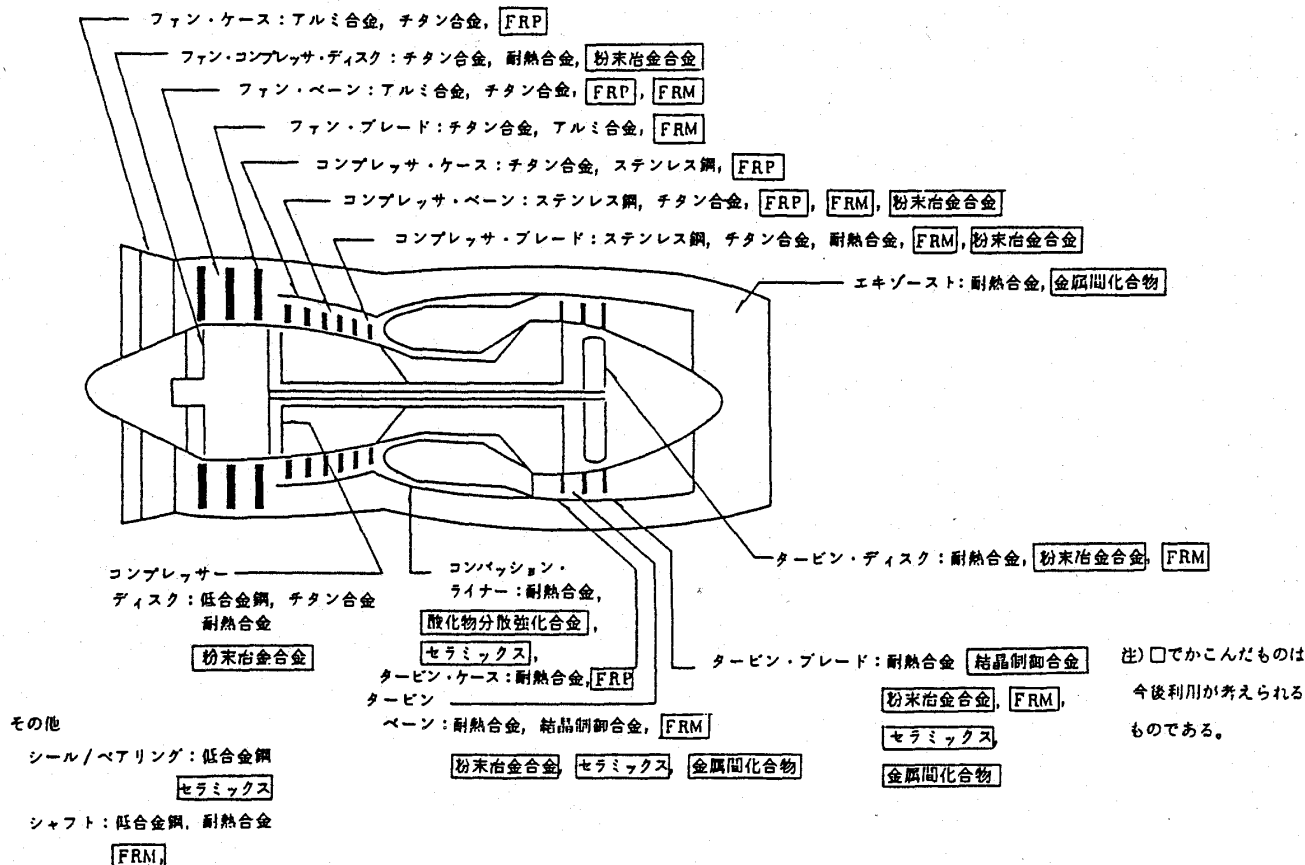 ファン・ケース：アルミ合金, チタン合金, FRP
ファン・コンプレッサ・ディスク：チタン合金, 耐熱合金, 粉末冶金合金
ファン・ベーン：アルミ合金, チタン合金, FRP, FRM
ファン・ブレード：チタン合金, アルミ合金, FRM
コンプレッサ・ケース：チタン合金, ステンレス鋼, FRP
コンプレッサ・ベーン：ステンレス鋼, チタン合金, FRP, FRM, 粉末冶金合金
コンプレッサ・ブレード：ステンレス鋼, チタン合金, 耐熱合金, FRM, 粉末冶金合金
エキゾースト：耐熱合金, 金属間化合物
タービン・ディスク：耐熱合金, 粉末冶金合金, FRM
コンプレッサー
ディスク：低合金鋼, チタン合金
耐熱合金
粉末冶金合金
コンバッション・
ライナー：耐熱合金,
酸化物分散強化合金,
セラミックス,
タービン・ケース：耐熱合金, FRP
タービン
ベーン：耐熱合金, 結晶制御合金, FRM
粉末冶金合金, セラミックス, 金属間化合物
タービン・ブレード：耐熱合金 結晶制御合金
粉末冶金合金, FRM,
セラミックス,
金属間化合物
注) □でかこんだものは
今後利用が考えられる
ものである。
その他
シール/ベアリング：低合金鋼
セラミックス
シャフト：低合金鋼, 耐熱合金
FRM,